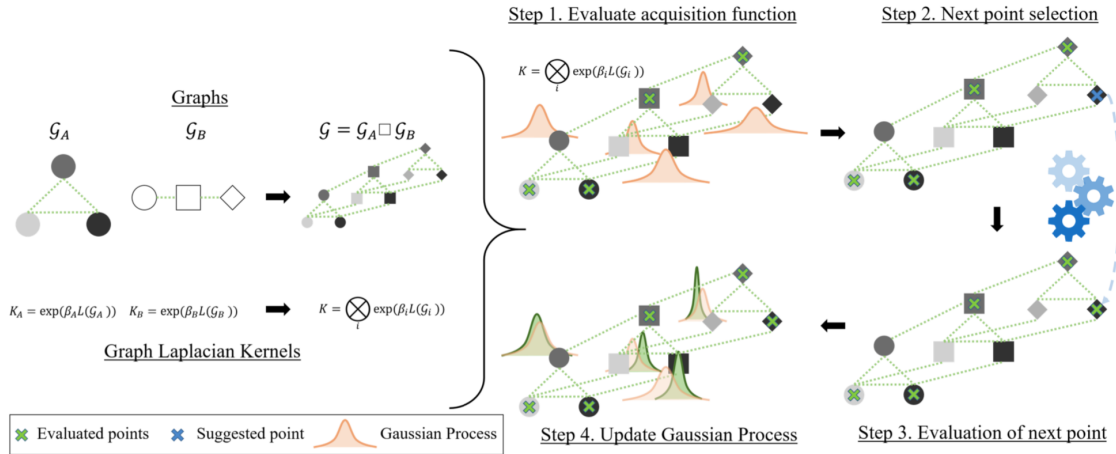 Graphs
𝒢_A
𝒢_B
𝒢 = 𝒢_A □ 𝒢_B
K_A = exp(β_A L(𝒢_A )) K_B = exp(β_B L(𝒢_B ))
K = ⨂_i exp(β_i L(𝒢_i ))
Graph Laplacian Kernels
Step 1. Evaluate acquisition function
K = ⨂_i exp(β_i L(𝒢_i ))
Step 2. Next point selection
Step 4. Update Gaussian Process
Step 3. Evaluation of next point
Evaluated points
Suggested point
Gaussian Process